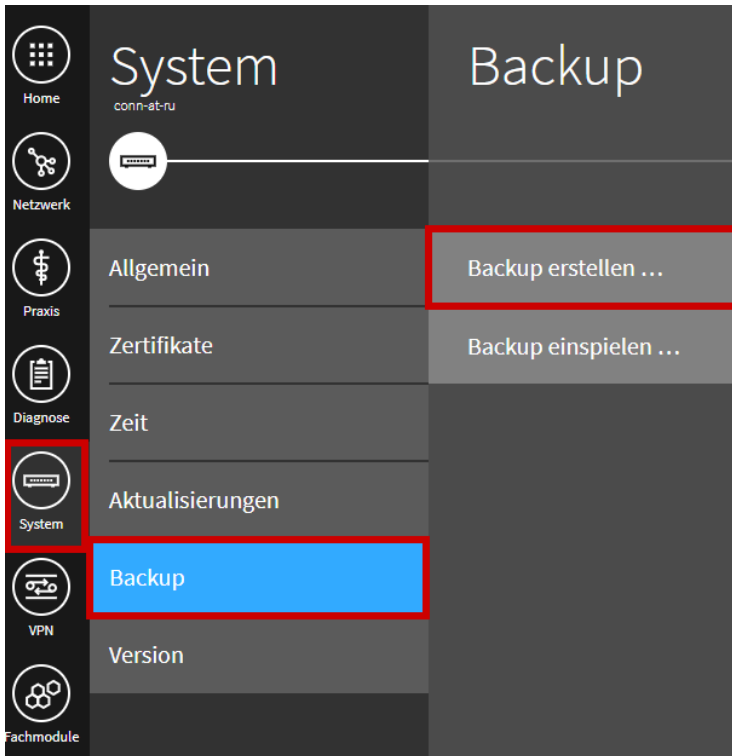 Home
Netzwerk
Praxis
Diagnose
System
VPN
Fachmodule
System
conn-at-ru
Allgemein
Zertifikate
Zeit
Aktualisierungen
Backup
Version
Backup
Backup erstellen ...
Backup einspielen ...